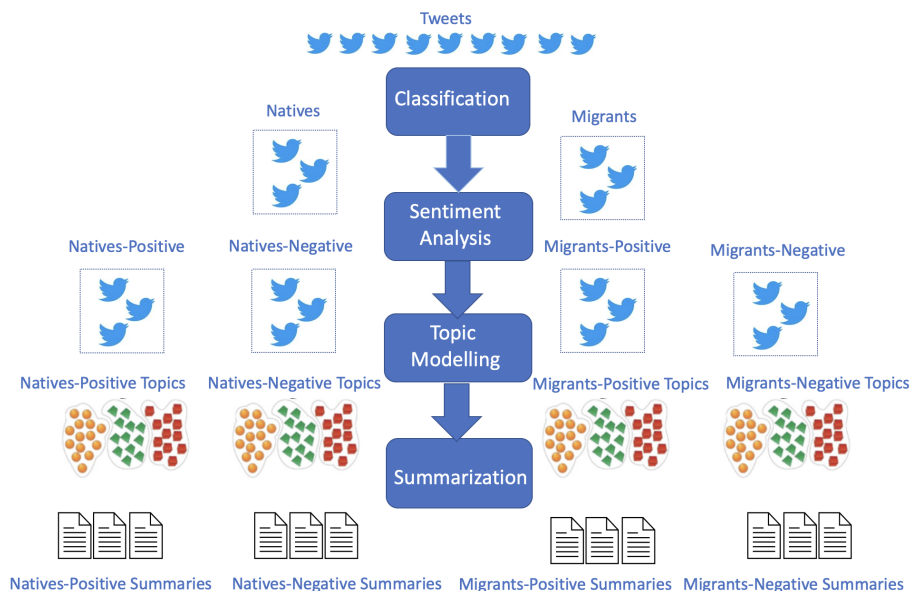 Tweets
Classification
Natives
Migrants
Sentiment
Analysis
Natives-Positive
Natives-Negative
Migrants-Positive
Migrants-Negative
Topic
Modelling
Natives-Positive Topics
Natives-Negative Topics
Migrants-Positive Topics
Migrants-Negative Topics
Summarization
Natives-Positive Summaries
Natives-Negative Summaries
Migrants-Positive Summaries
Migrants-Negative Summaries